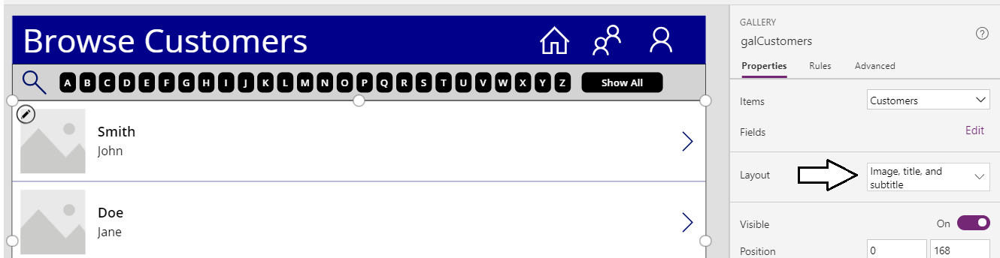 Browse Customers
A B C D E F G H I J K L M N O P Q R S T U V W X Y Z Show All
Smith
John
Doe
Jane
GALLERY
galCustomers
?
Properties Rules Advanced
Items Customers
Fields Edit
Layout Image, title, and
subtitle
Visible On
Position 0 168